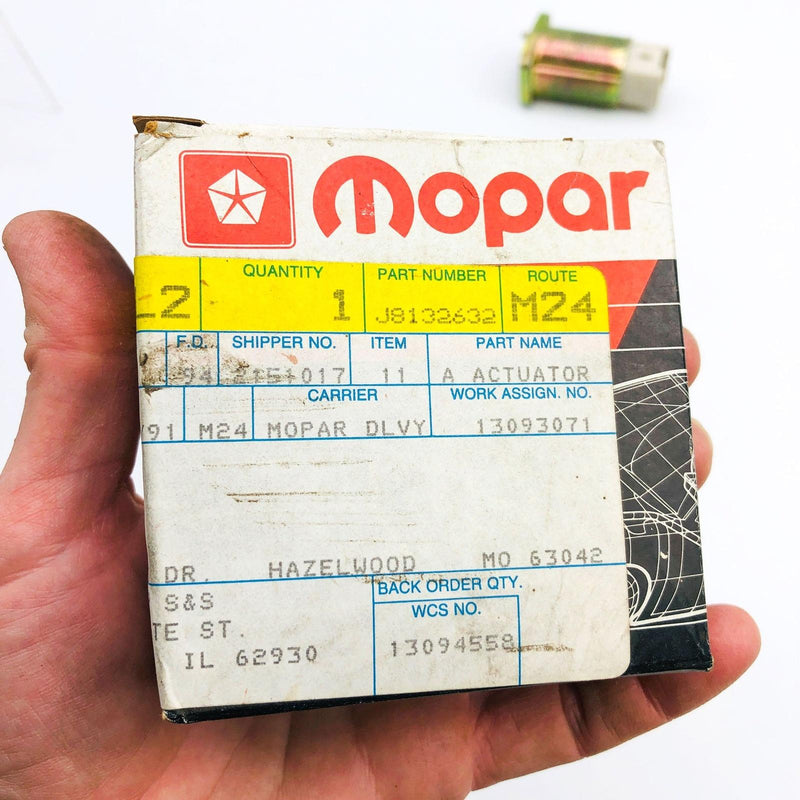 Mopar
QUANTITY PART NUMBER ROUTE
1 J8132632 M24
F.D. SHIPPER NO. ITEM PART NAME
94 2151017 11 A ACTUATOR
CARRIER WORK ASSIGN. NO.
/91 M24 MOPAR DLVY 13093071
DR. HAZELWOOD MO 63042
BACK ORDER QTY.
S&S WCS NO.
TE ST.
IL 62930 13094558